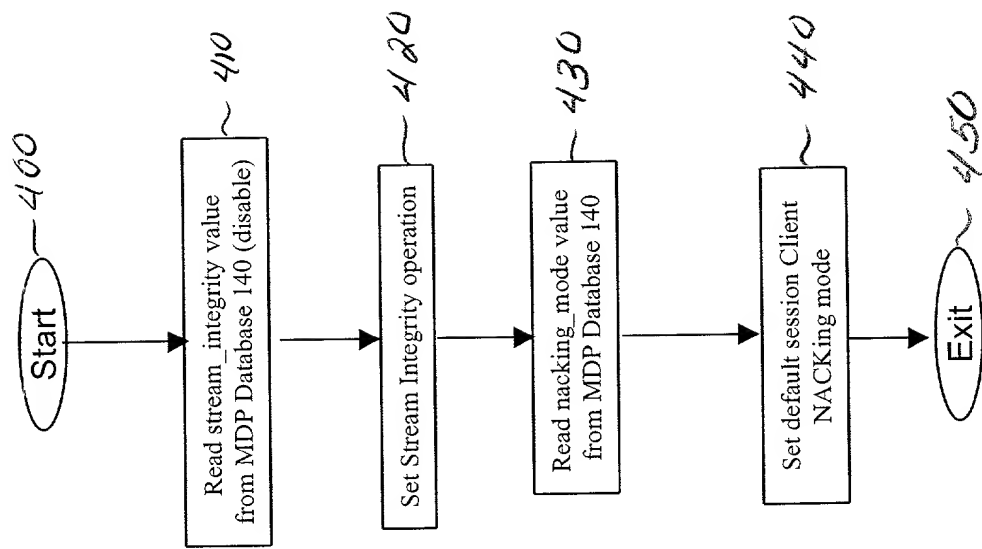 Start
400
Read stream_integrity value
from MDP Database 140 (disable)
410
Set Stream Integrity operation
420
Read nacking_mode value
from MDP Database 140
430
Set default session Client
NACKing mode
440
Exit
450